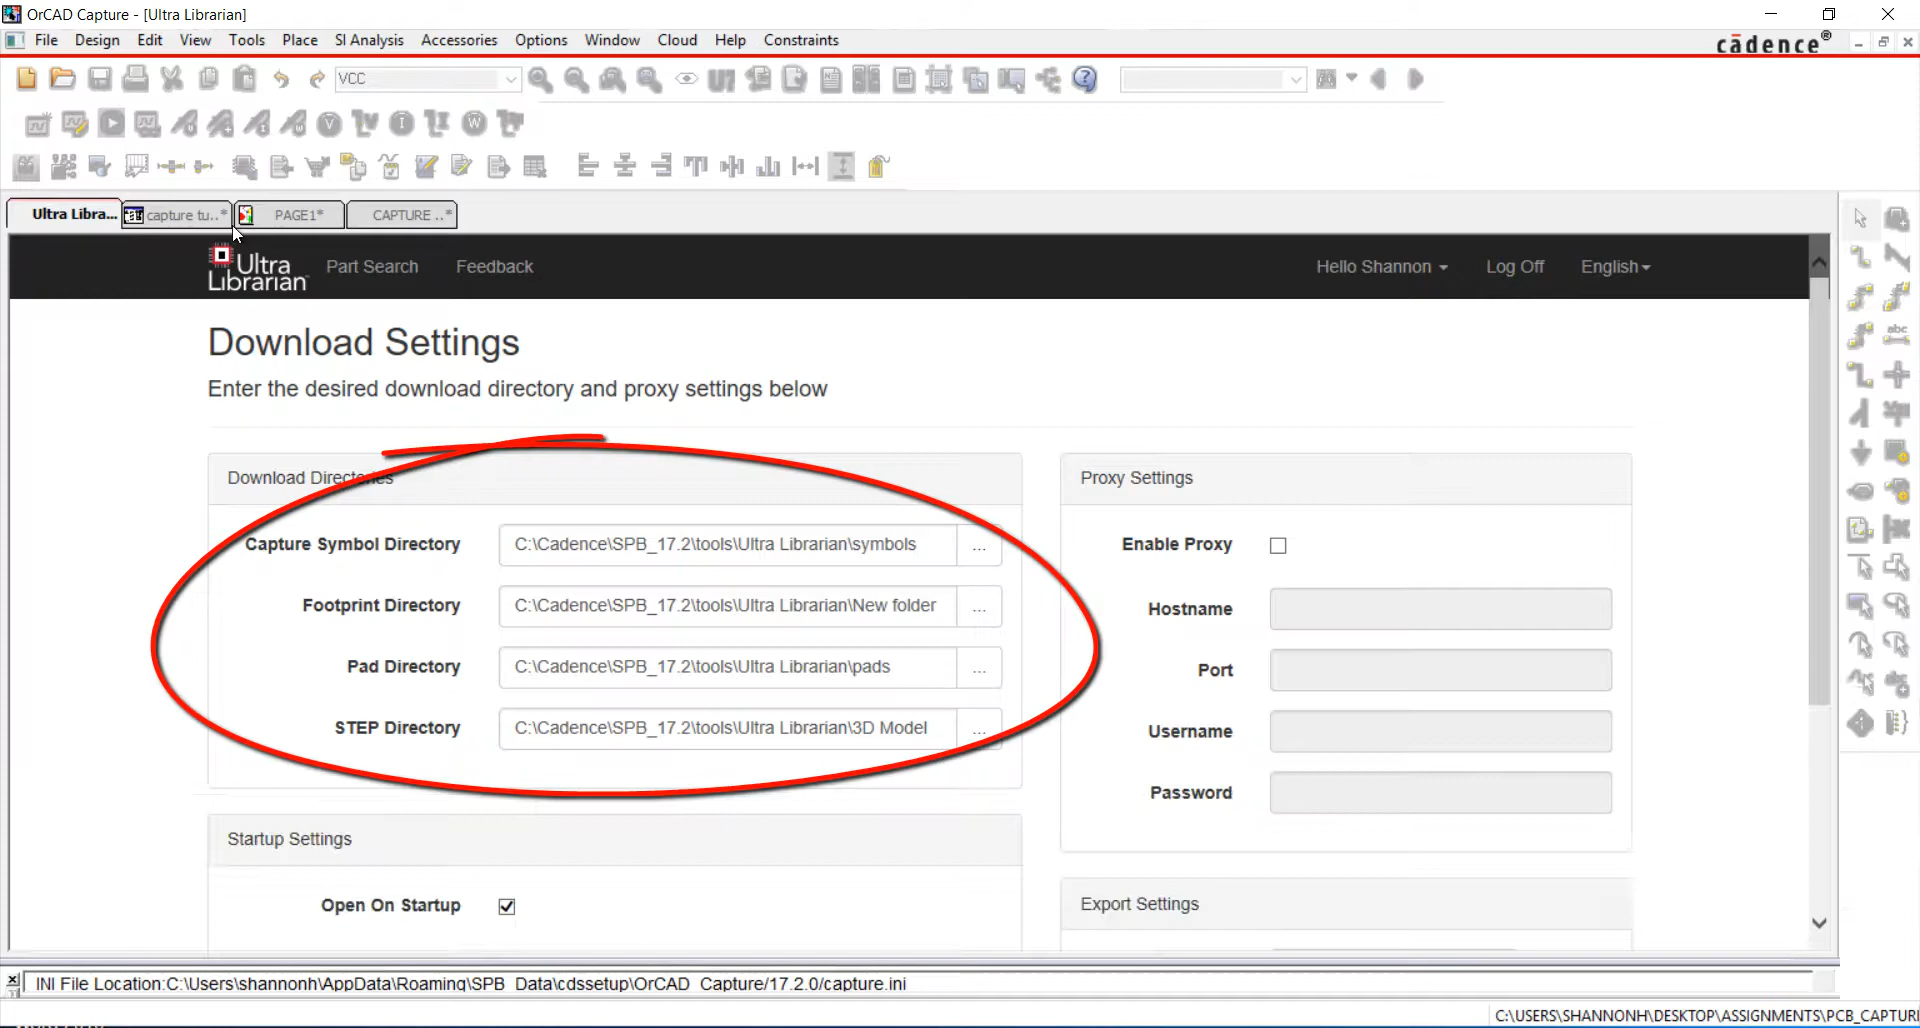 OrCAD Capture - [Ultra Librarian]
File Design Edit View Tools Place SI Analysis Accessories Options Window Cloud Help Constraints
cādence®
VCC
Ultra Libra... capture tu..* PAGE1* CAPTURE ..*
Ultra Librarian Part Search Feedback Hello Shannon Log Off English
Download Settings
Enter the desired download directory and proxy settings below
Download Directories
Capture Symbol Directory C:\Cadence\SPB_17.2\tools\Ultra Librarian\symbols ...
Footprint Directory C:\Cadence\SPB_17.2\tools\Ultra Librarian\New folder ...
Pad Directory C:\Cadence\SPB_17.2\tools\Ultra Librarian\pads ...
STEP Directory C:\Cadence\SPB_17.2\tools\Ultra Librarian\3D Model ...
Proxy Settings
Enable Proxy
Hostname
Port
Username
Password
Startup Settings
Open On Startup
Export Settings
INI File Location:C:\Users\shannonh\AppData\Roaming\SPB_Data\cdssetup\OrCAD_Capture/17.2.0/capture.ini
C:\USERS\SHANNONH\DESKTOP\ASSIGNMENTS\PCB_CAPTURI